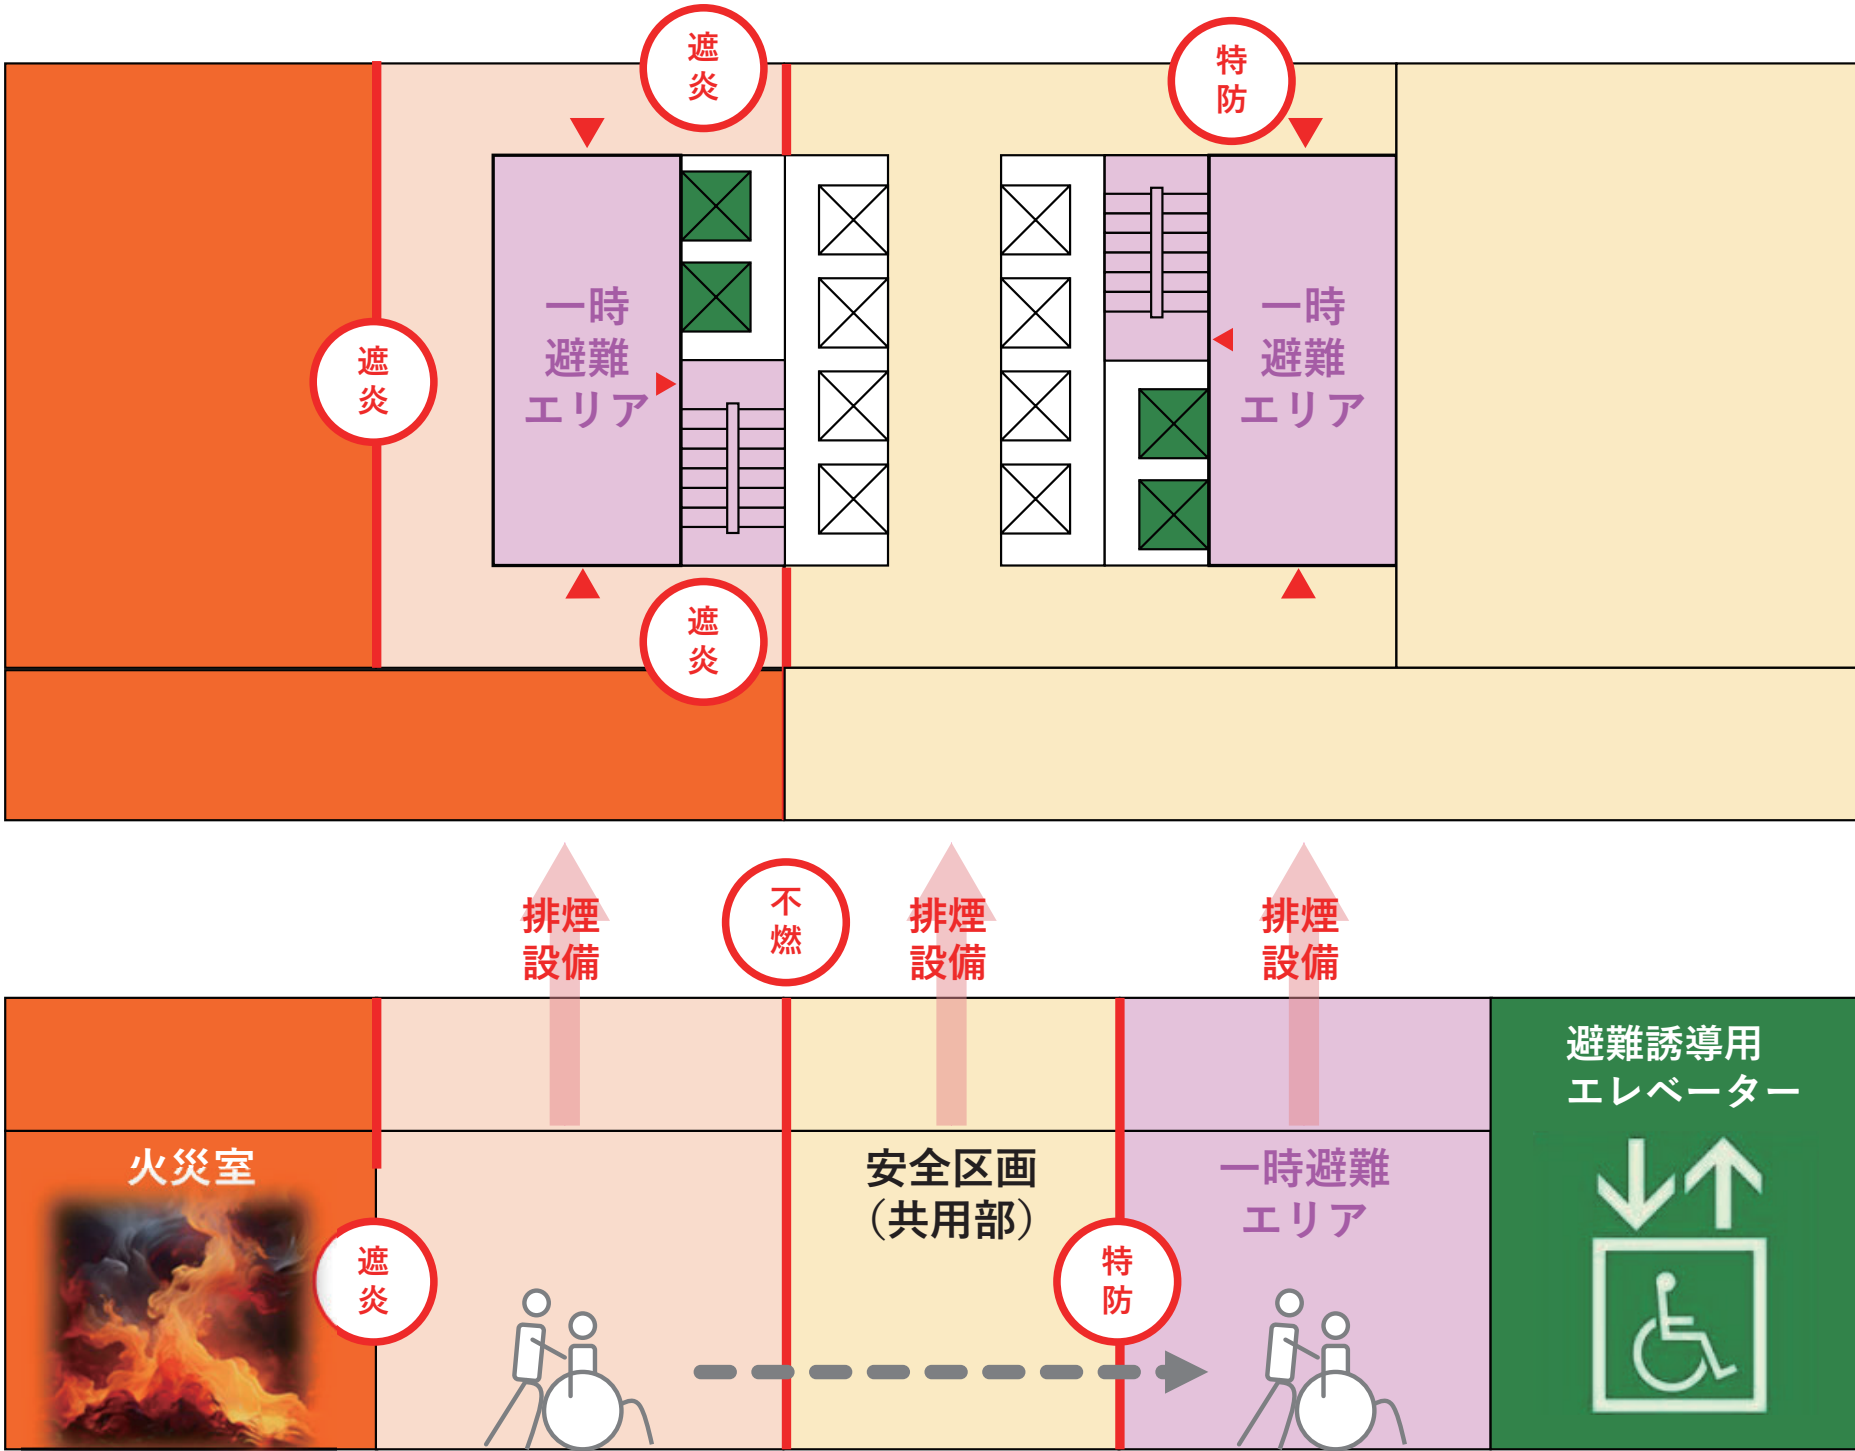 遮
炎
特
防
一時
避難
エリア
一時
避難
エリア
遮
炎
遮
炎
排煙
設備
不
燃
排煙
設備
排煙
設備
避難誘導用
エレベーター
火災室
安全区画
（共用部）
一時避難
エリア
遮
炎
特
防